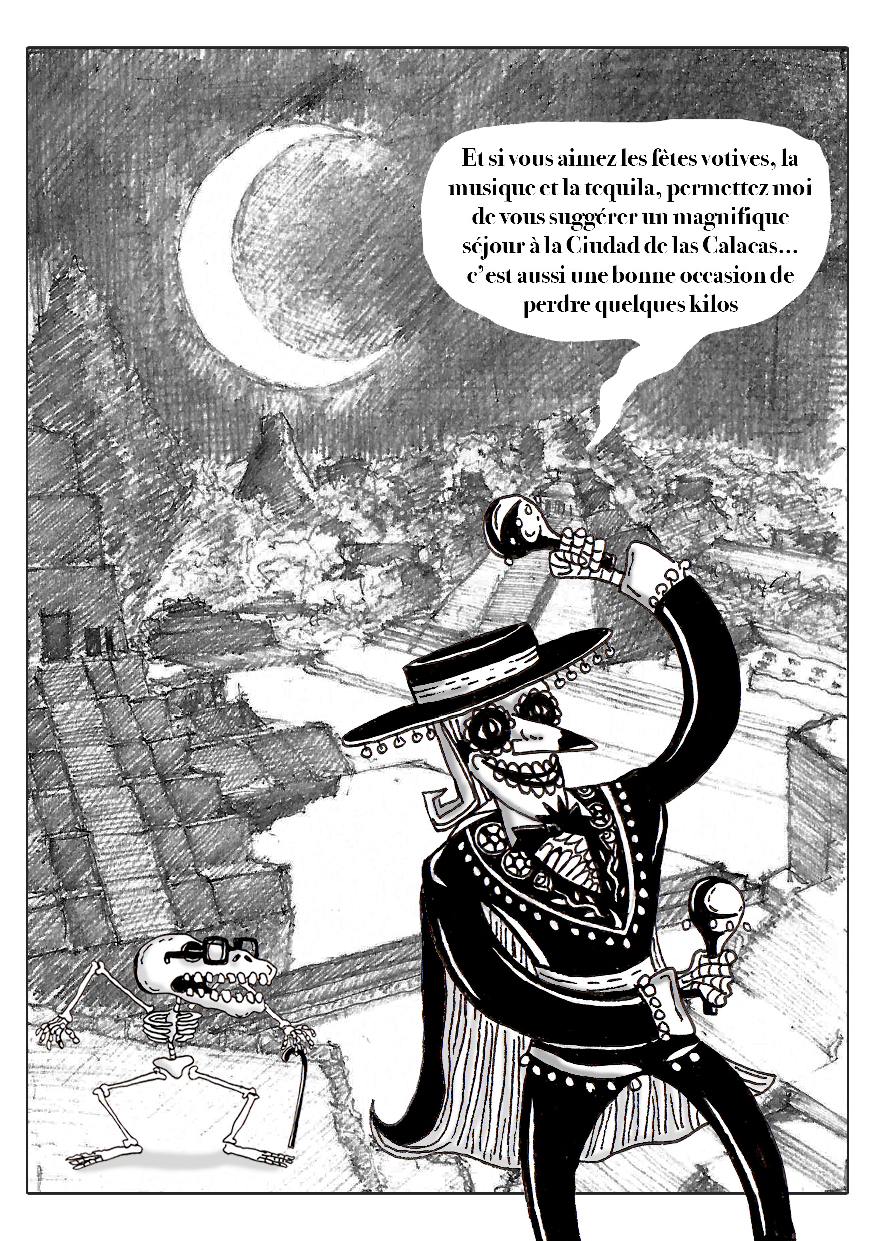 Et si vous aimez les fêtes votives, la
musique et la tequila, permettez moi
de vous suggérer un magnifique
séjour à la Ciudad de las Calacas...
c’est aussi une bonne occasion de
perdre quelques kilos